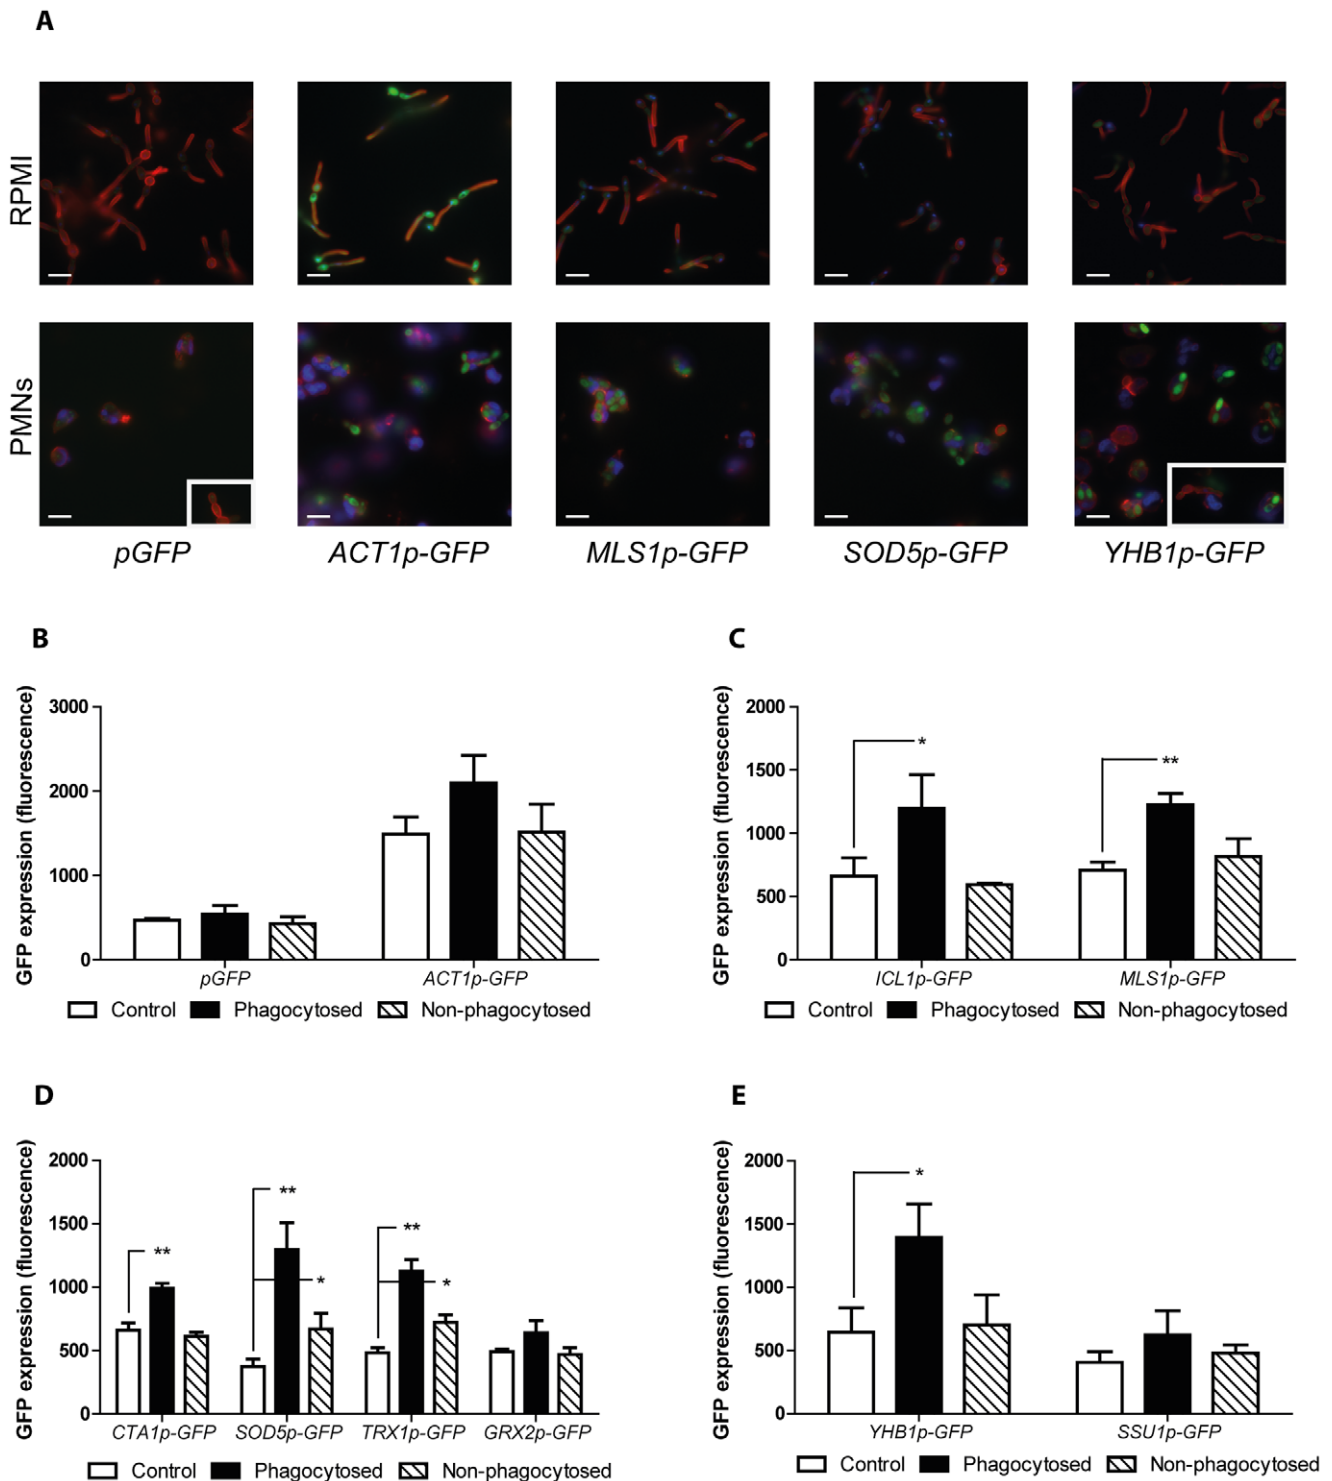 A
RPMI
PMNs
pGFP ACT1p-GFP MLS1p-GFP SOD5p-GFP YHB1p-GFP
B
GFP expression (fluorescence)
3000
2000
1000
0
pGFP ACT1p-GFP
Control Phagocytosed Non-phagocytosed
C
GFP expression (fluorescence)
2000
1500
1000
500
0
*
**
ICL1p-GFP MLS1p-GFP
Control Phagocytosed Non-phagocytosed
D
GFP expression (fluorescence)
2000
1500
1000
500
0
**
**
*
**
*
CTA1p-GFP SOD5p-GFP TRX1p-GFP GRX2p-GFP
Control Phagocytosed Non-phagocytosed
E
GFP expression (fluorescence)
2000
1500
1000
500
0
*
YHB1p-GFP SSU1p-GFP
Control Phagocytosed Non-phagocytosed